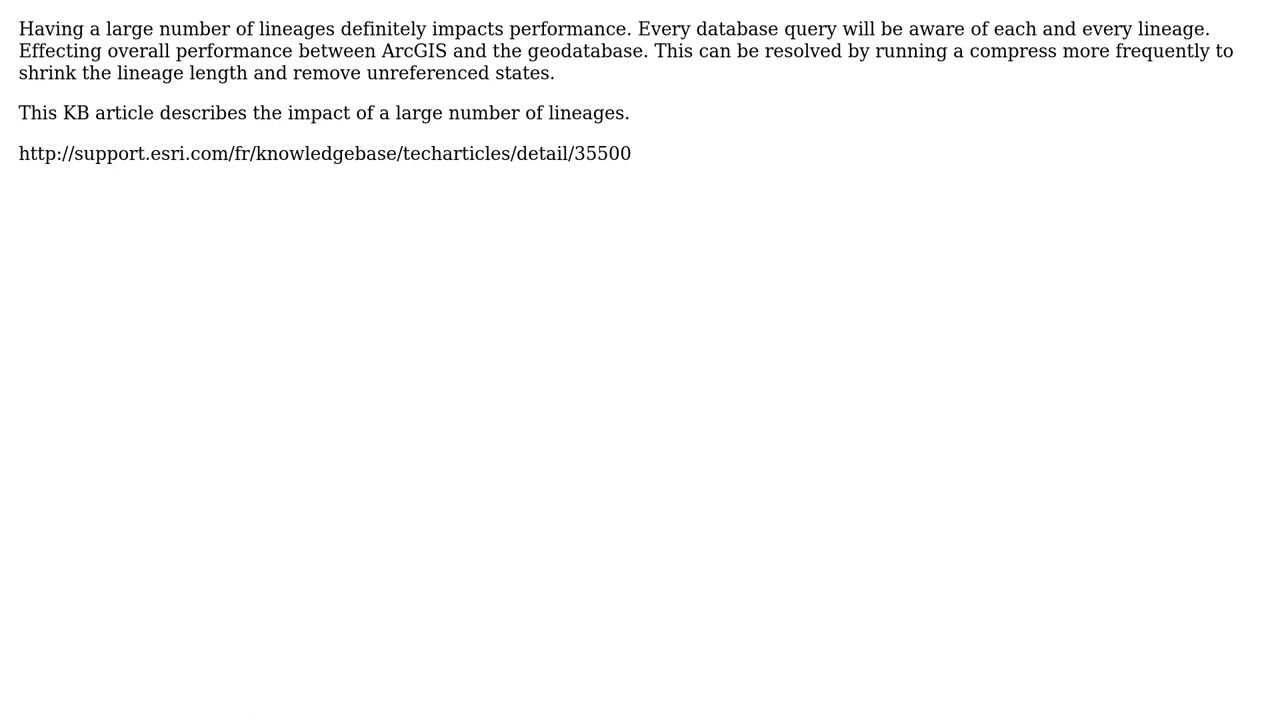 Having a large number of lineages definitely impacts performance. Every database query will be aware of each and every lineage.
Effecting overall performance between ArcGIS and the geodatabase. This can be resolved by running a compress more frequently to
shrink the lineage length and remove unreferenced states.
This KB article describes the impact of a large number of lineages.
http://support.esri.com/fr/knowledgebase/techarticles/detail/35500